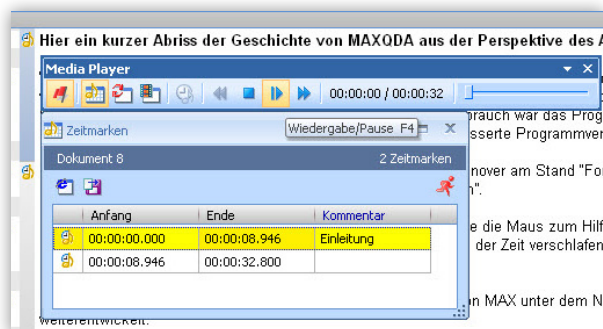 Hier ein kurzer Abriss der Geschichte von MAXQDA aus der Perspektive des
Media Player
00:00:00 / 00:00:32
brauch war das Prog
Zeitmarken
Wiedergabe/Pause F4
sserte Programmver
Dokument 8
2 Zeitmarken
nover am Stand "Fo
n".
Anfang Ende Kommentar
e die Maus zum Hilf
00:00:00.000 00:00:08.946 Einleitung
der Zeit verschlafen
00:00:08.946 00:00:32.800
n MAX unter dem N
weiterentwickelt.